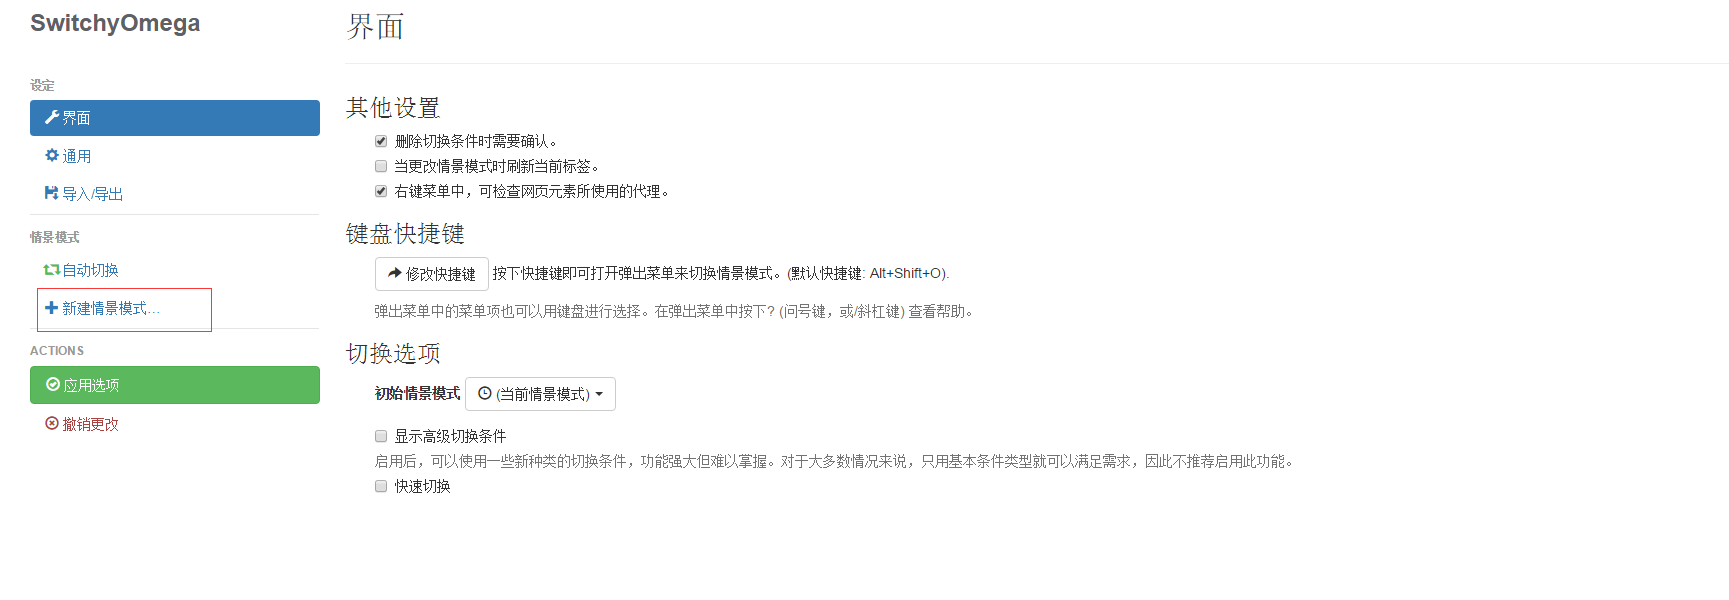 SwitchyOmega
设定
界面
通用
导入/导出
情景模式
自动切换
新建情景模式...
ACTIONS
应用选项
撤销更改
界面
其他设置
删除切换条件时需要确认。
当更改情景模式时刷新当前标签。
右键菜单中，可检查网页元素所使用的代理。
键盘快捷键
修改快捷键 按下快捷键即可打开弹出菜单来切换情景模式。(默认快捷键: Alt+Shift+O).
弹出菜单中的菜单项也可以用键盘进行选择。在弹出菜单中按下? (问号键，或/斜杠键) 查看帮助。
切换选项
初始情景模式 (当前情景模式)
显示高级切换条件
启用后，可以使用一些新种类的切换条件，功能强大但难以掌握。对于大多数情况来说，只用基本条件类型就可以满足需求，因此不推荐启用此功能。
快速切换